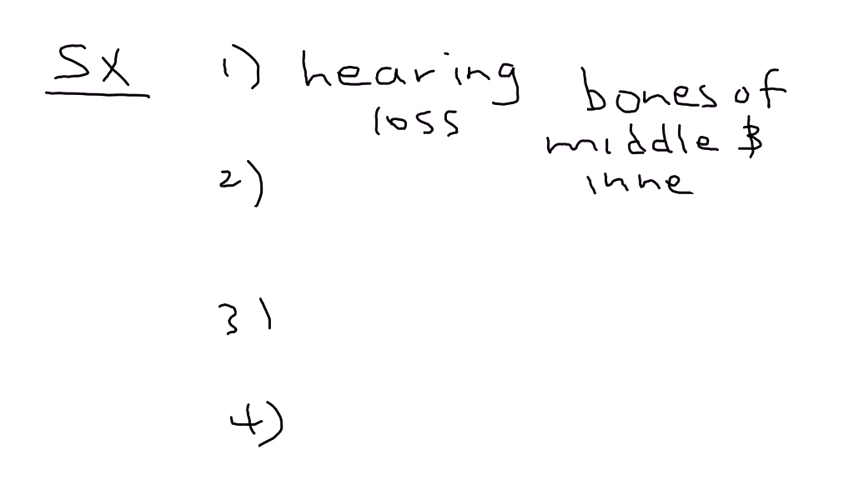 SX 1) hearing
loss
bones of
middle &
inne
2)
3)
4)